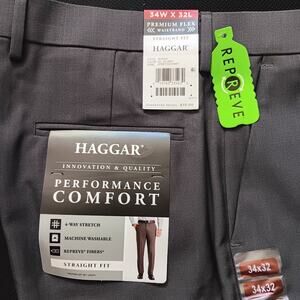 34W X 32L
PREMIUM FLEX
WAISTBAND
STRAIGHT FIT
HAGGAR®
REPREVE
HAGGAR®
INNOVATION & QUALITY
PERFORMANCE
COMFORT
4-WAY STRETCH
MACHINE WASHABLE
REPREVE® FIBERS*
STRAIGHT FIT
34x32
34x32